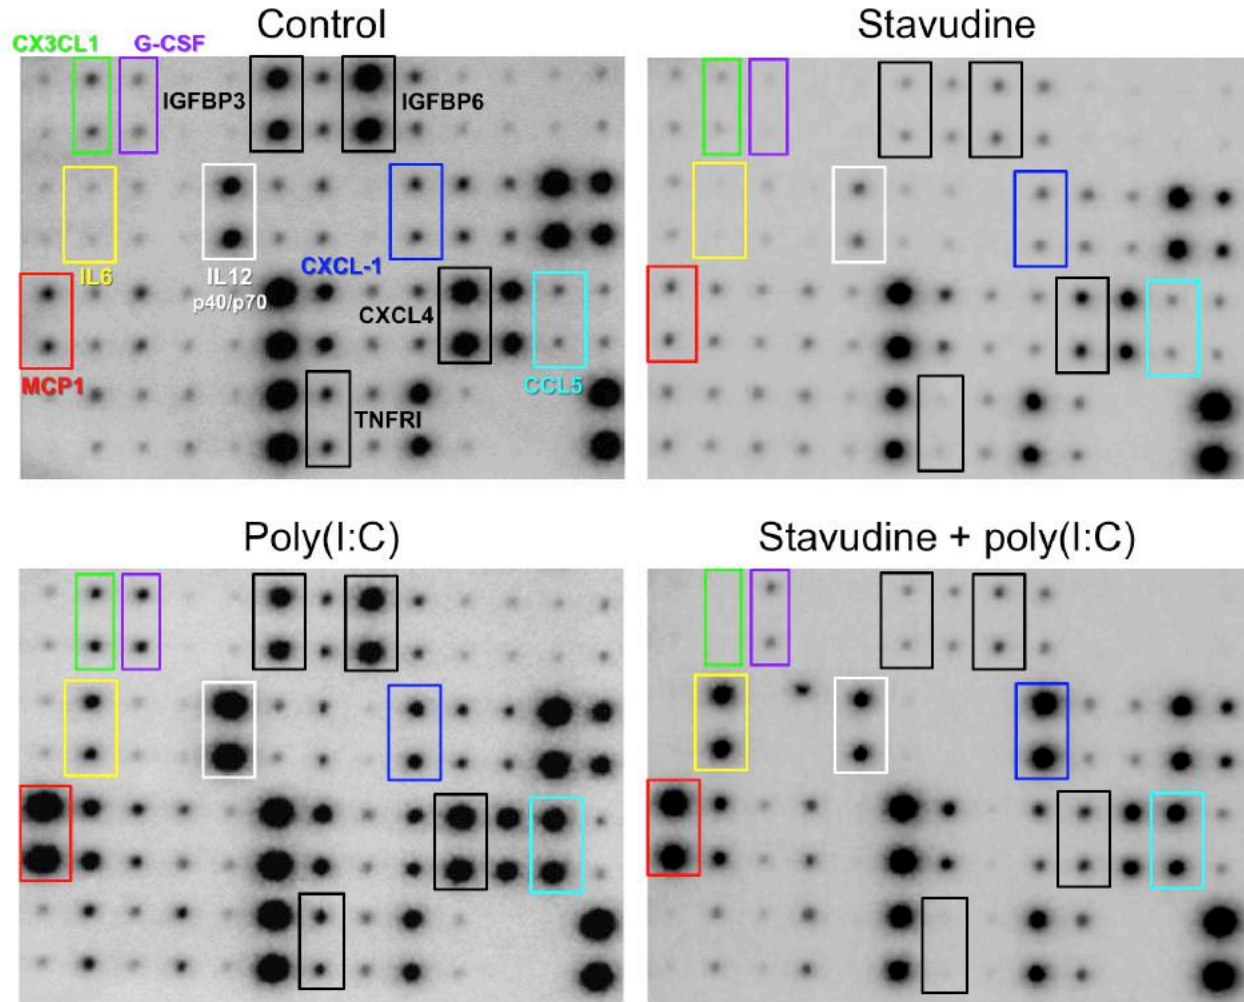 Control
Stavudine
CX3CL1
G-CSF
IGFBP3
IGFBP6
IL6
IL12
p40/p70
CXCL-1
CXCL4
MCP1
CCL5
TNFRI
Poly(I:C)
Stavudine + poly(I:C)